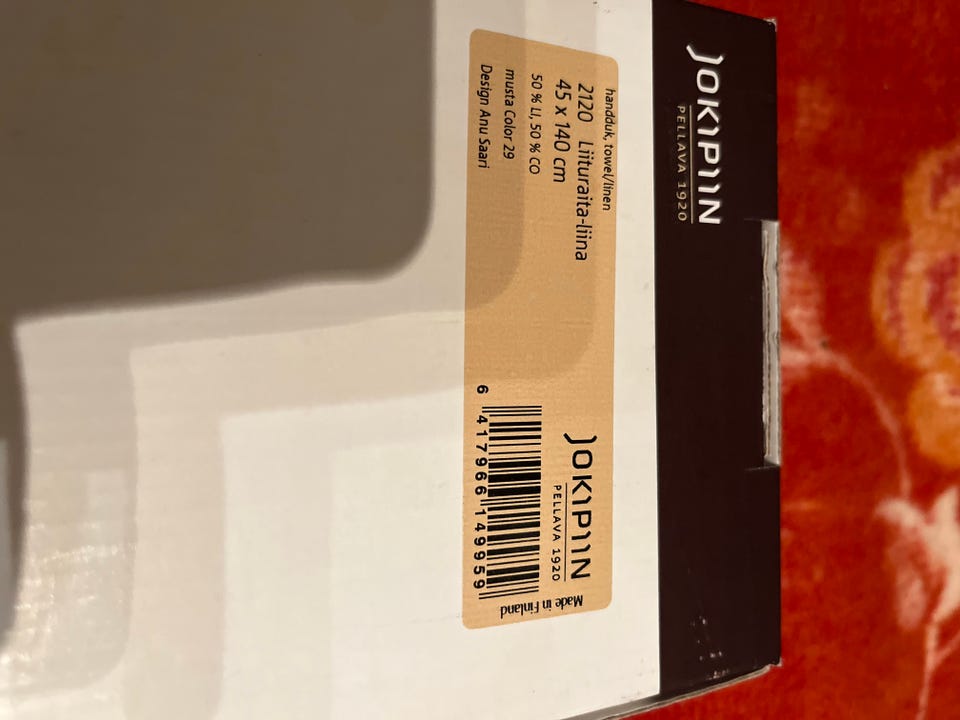 JOKIPIIN
PELLAVA 1920
handduk, towel/linen
2120 Liituraita-liina
45 x 140 cm
50 % LI, 50 % CO
musta Color 29
Design Anu Saari
JOKIPIIN
PELLAVA 1920
6 417966 149959
Made in Finland